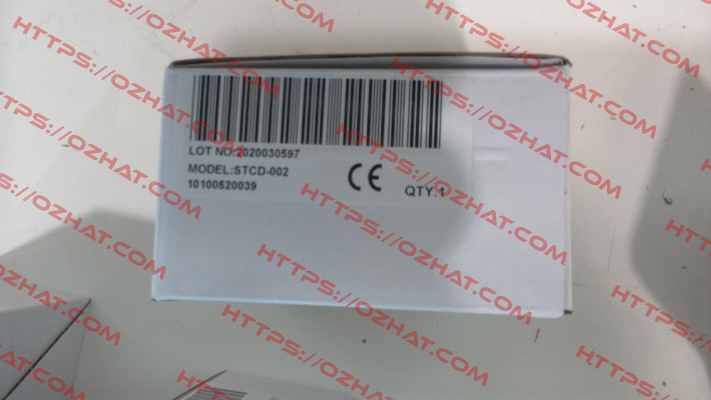 LOT NO:2020030597
MODEL:STCD-002
10100520039
CE
QTY:1
HTTPS://OZHAT.COM